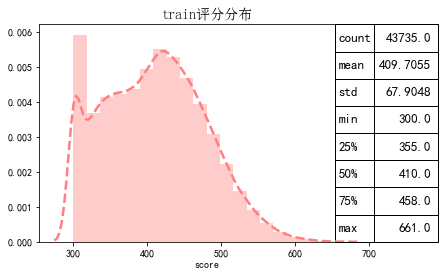 train评分分布
0.006
0.005
0.004
0.003
0.002
0.001
0.000
300 400 500 600 700
score
count 43735.0
mean 409.7055
std 67.9048
min 300.0
25% 355.0
50% 410.0
75% 458.0
max 661.0